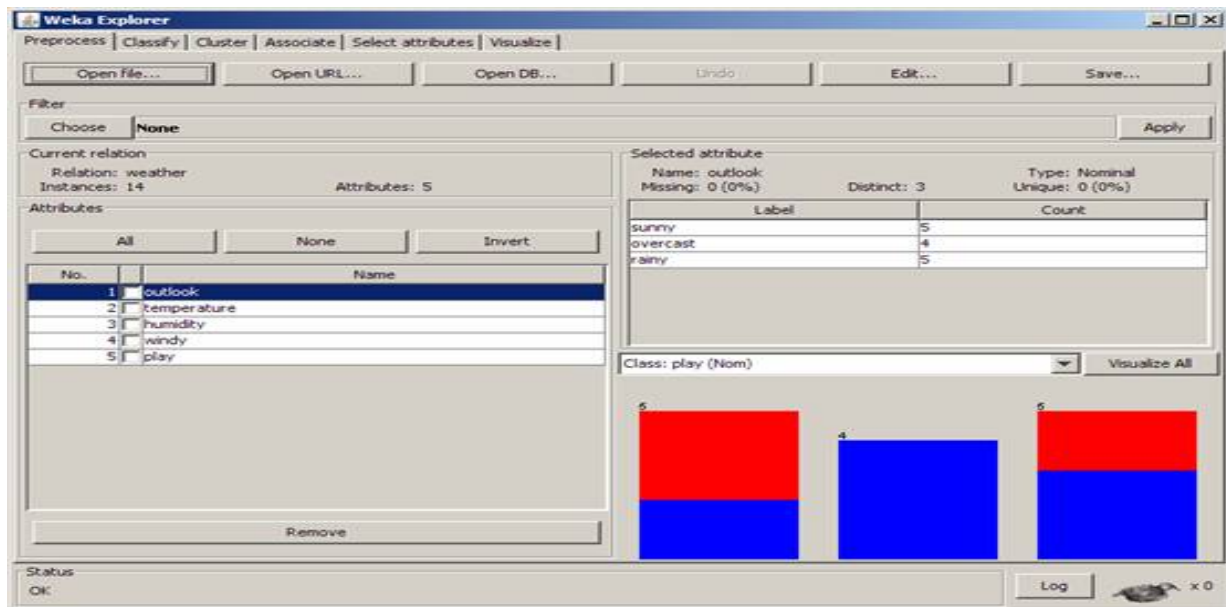 Weka Explorer
Preprocess Classify Cluster Associate Select attributes Visualize
Open file... Open URL... Open DB... Undo Edit... Save...
Filter
Choose None Apply
Current relation
Relation: weather
Instances: 14 Attributes: 5
Attributes
All None Invert
No. Name
1 outlook
2 temperature
3 humidity
4 windy
5 play
Remove
Selected attribute
Name: outlook Type: Nominal
Missing: 0 (0%) Distinct: 3 Unique: 0 (0%)
Label Count
sunny 5
overcast 4
rainy 5
Class: play (Nom) Visualize All
5 4 5
Status
OK Log x 0